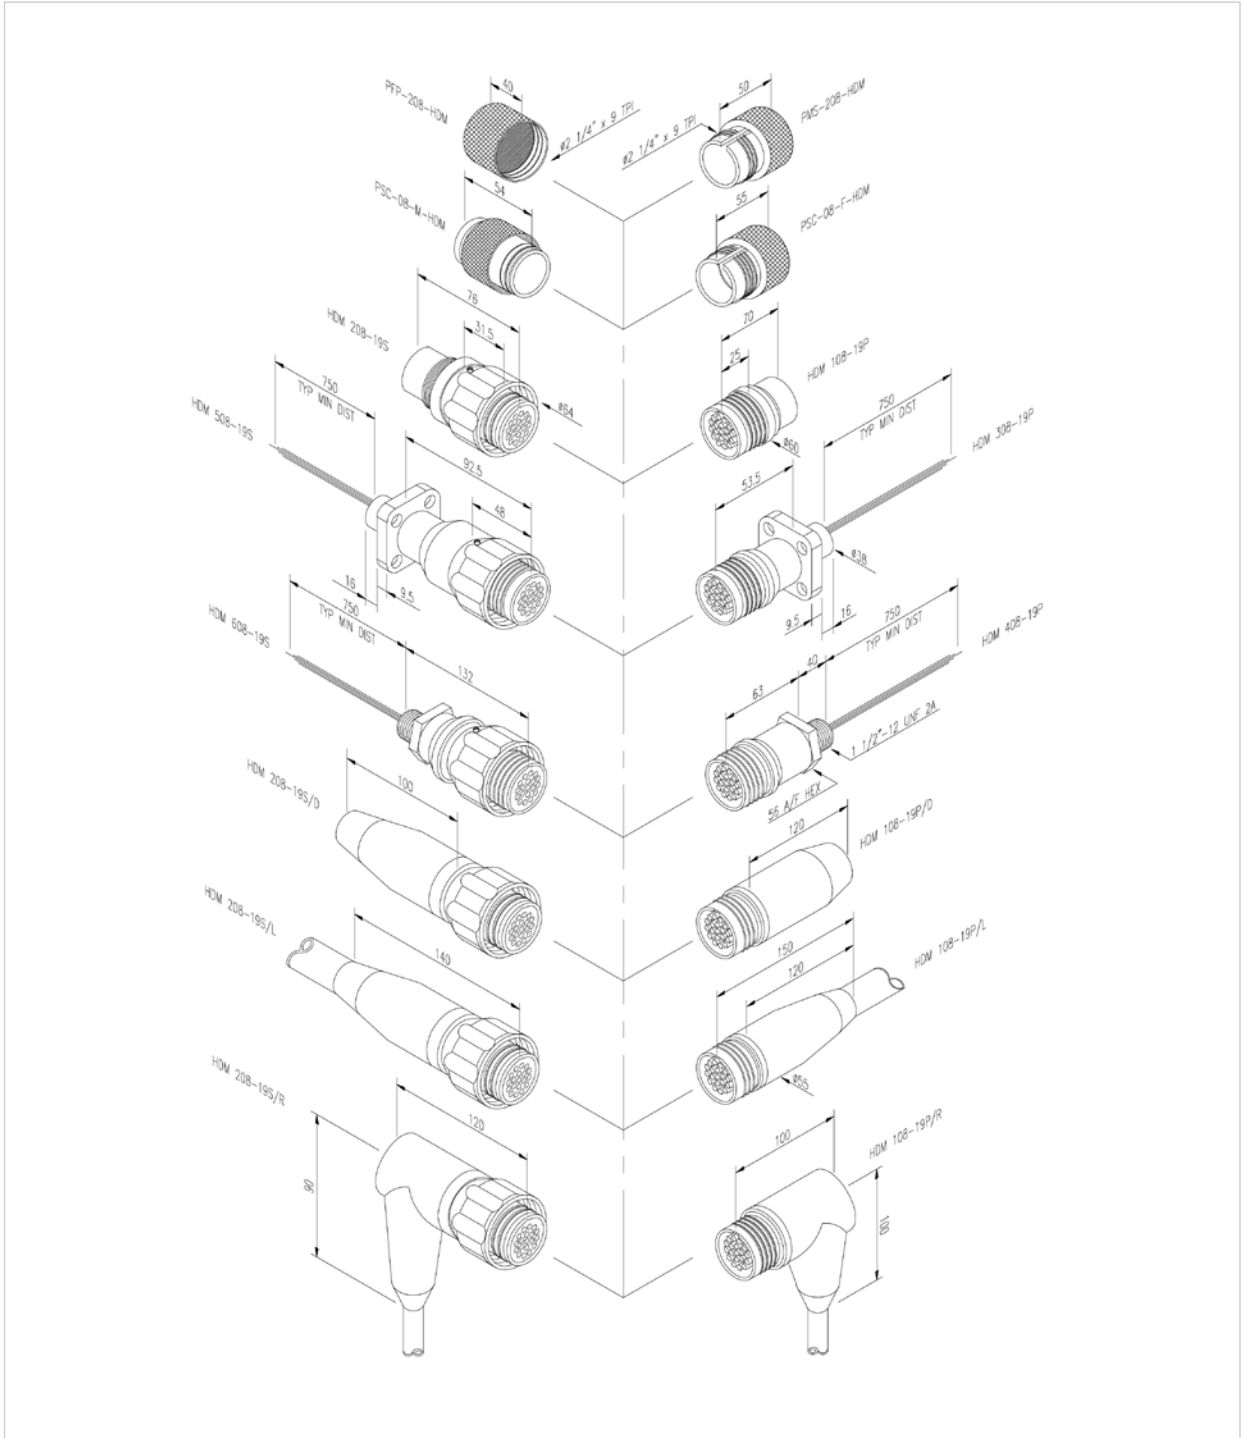 PFP-208-HDM
40
Ø2 1/4" x 9 TPI
50
PMS-208-HDM
Ø2 1/4" x 9 TPI
PSC-08-M-HDM
54
55
PSC-08-F-HDM
HDM 208-19S
76
31.5
Ø64
70
25
HDM 108-19P
Ø60
HDM 508-19S
750
TYP MIN DIST
92.5
48
16
9.5
53.5
750
TYP MIN DIST
HDM 308-19P
Ø38
9.5
16
HDM 608-19S
750
TYP MIN DIST
132
63
40
750
TYP MIN DIST
HDM 408-19P
1 1/2"-12 UNF 2A
56 A/F HEX
HDM 208-19S/D
100
120
HDM 108-19P/D
HDM 208-19S/L
140
150
120
HDM 108-19P/L
Ø55
HDM 208-19S/R
120
90
100
HDM 108-19P/R
100